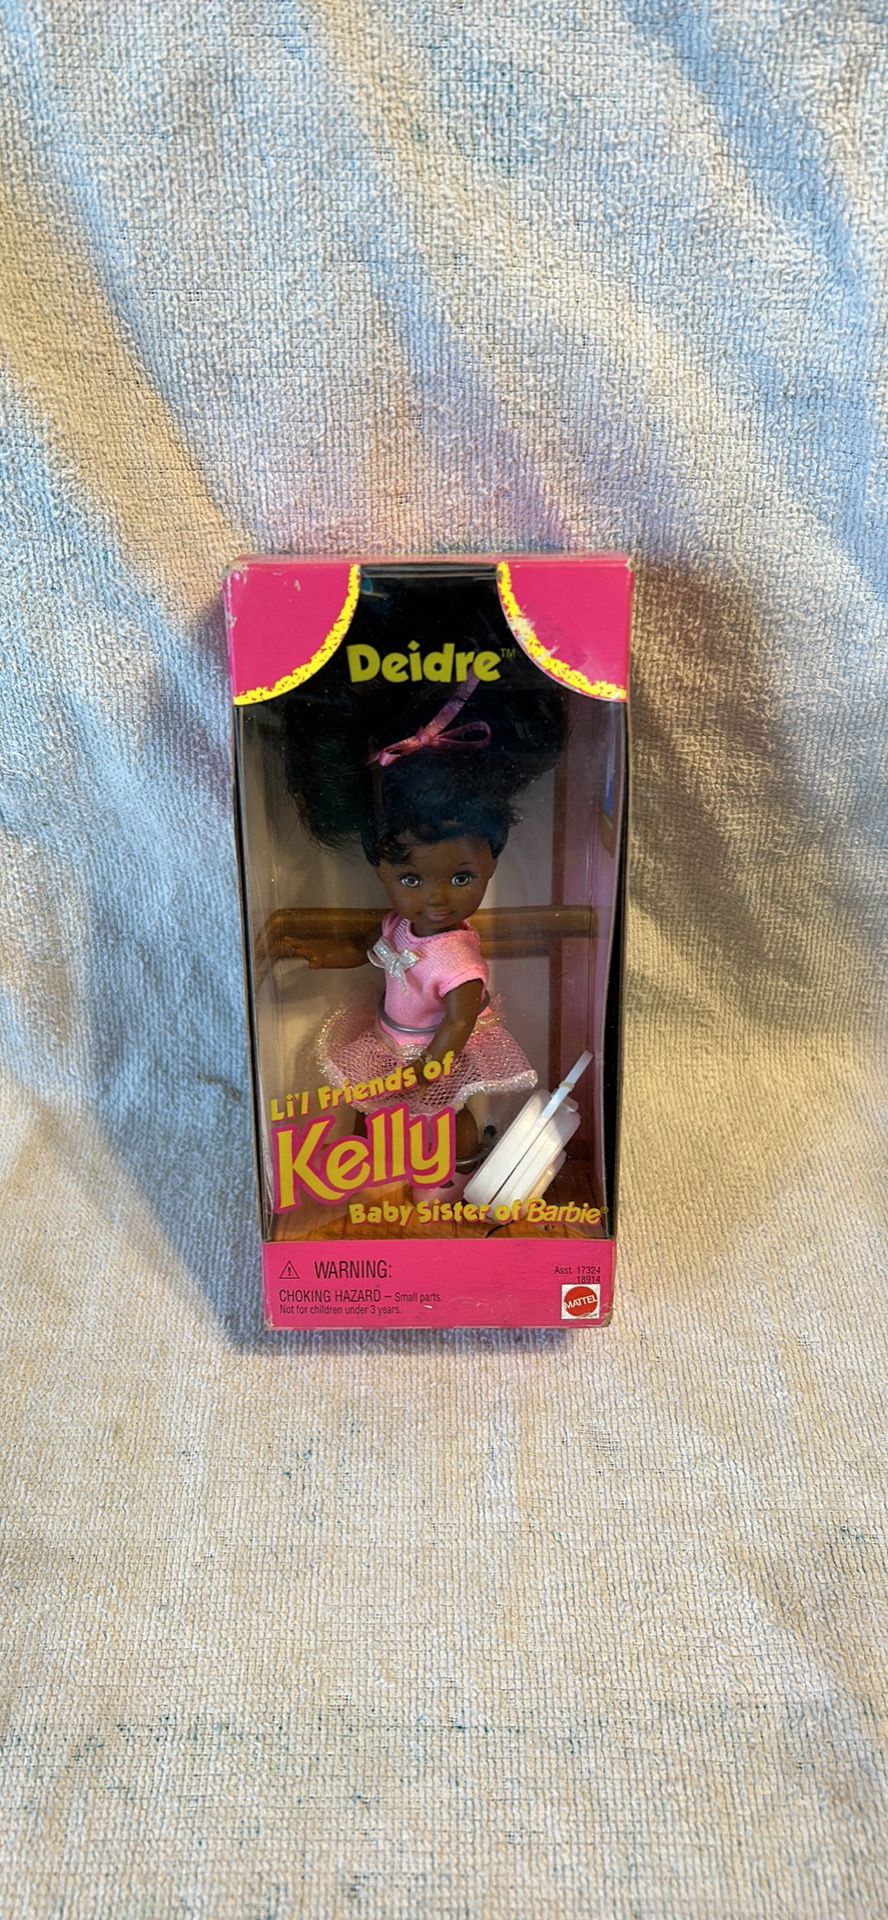 Deidre™
Li'l Friends of
Kelly
Baby Sister of Barbie®
⚠ WARNING:
CHOKING HAZARD – Small parts.
Not for children under 3 years.
Asst. 17324
18914
MATTEL